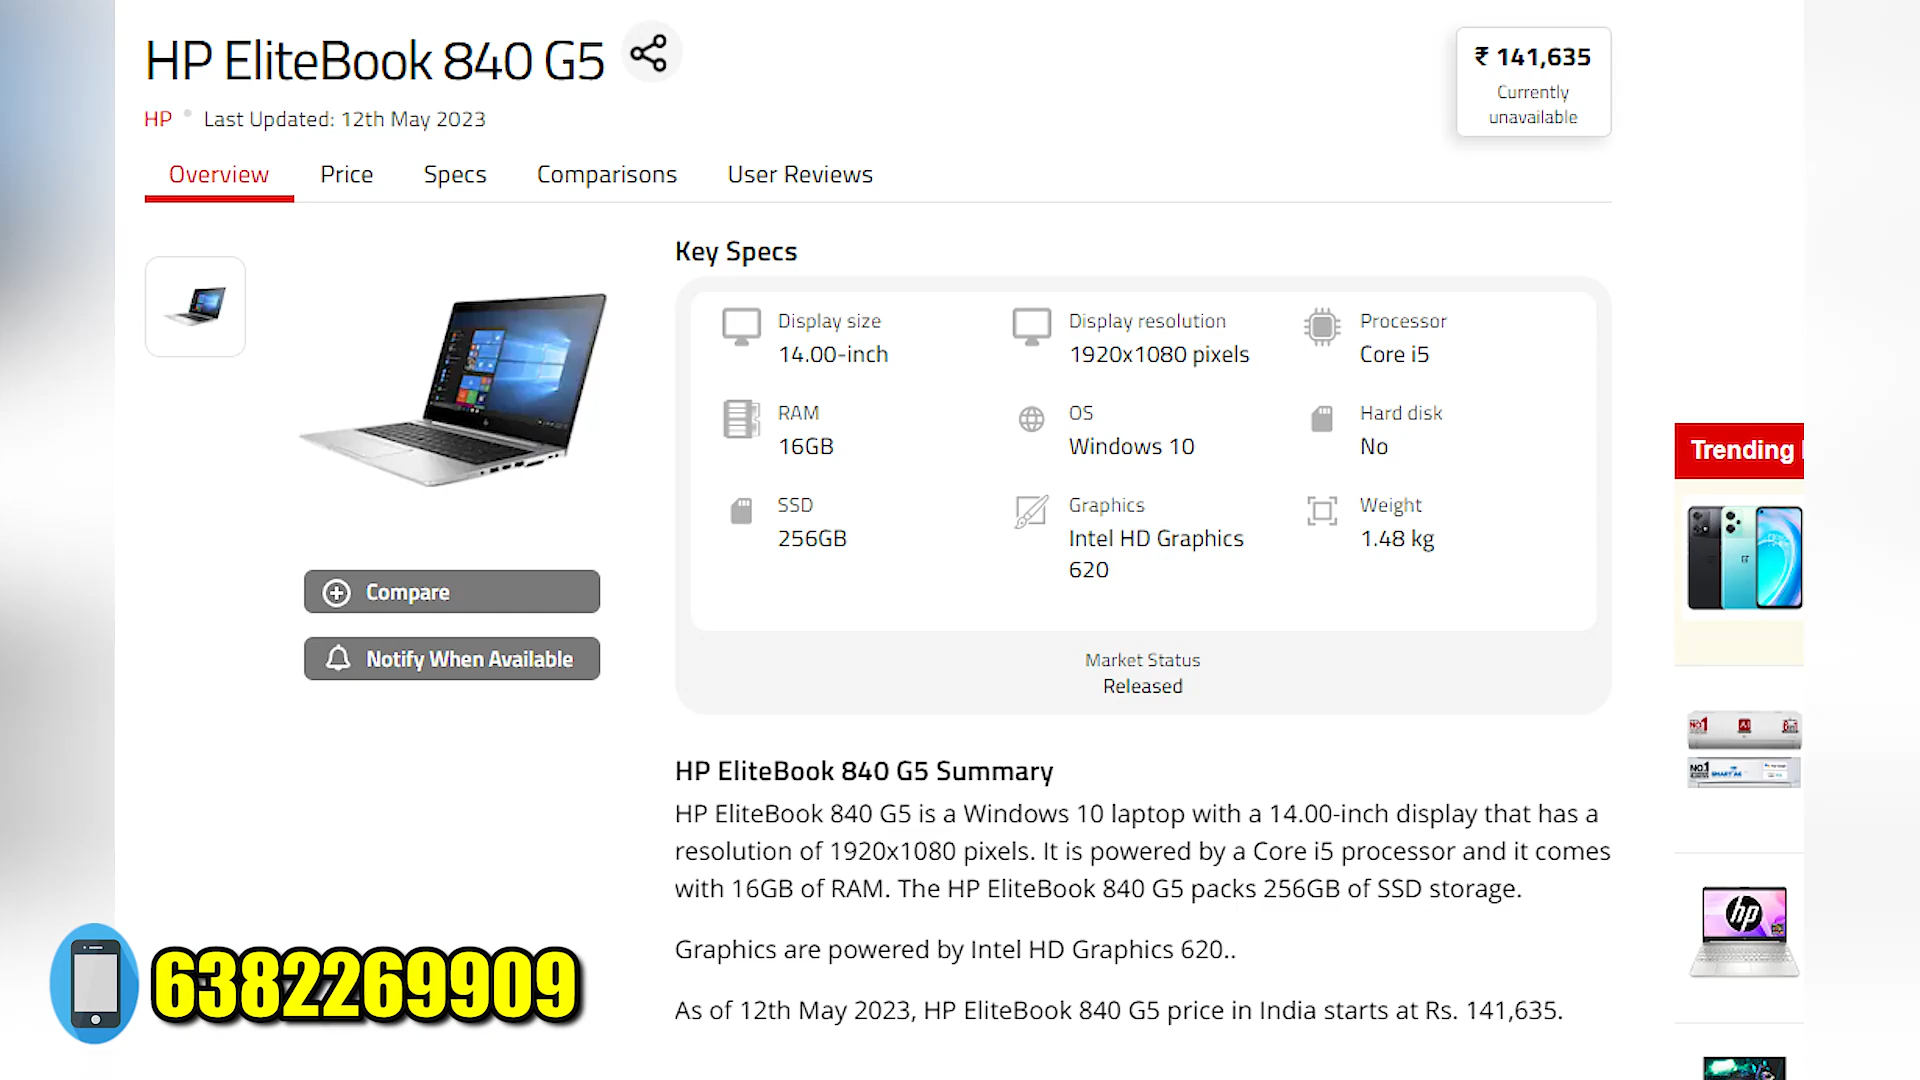 HP EliteBook 840 G5
₹ 141,635
Currently
unavailable
HP
Last Updated: 12th May 2023
Overview
Price
Specs
Comparisons
User Reviews
Key Specs
Display size
14.00-inch
Display resolution
1920x1080 pixels
Processor
Core i5
RAM
16GB
OS
Windows 10
Hard disk
No
SSD
256GB
Graphics
Intel HD Graphics
620
Weight
1.48 kg
Compare
Notify When Available
Market Status
Released
Trending
HP EliteBook 840 G5 Summary
HP EliteBook 840 G5 is a Windows 10 laptop with a 14.00-inch display that has a
resolution of 1920x1080 pixels. It is powered by a Core i5 processor and it comes
with 16GB of RAM. The HP EliteBook 840 G5 packs 256GB of SSD storage.
Graphics are powered by Intel HD Graphics 620..
As of 12th May 2023, HP EliteBook 840 G5 price in India starts at Rs. 141,635.
NO.1
hp
6382269909